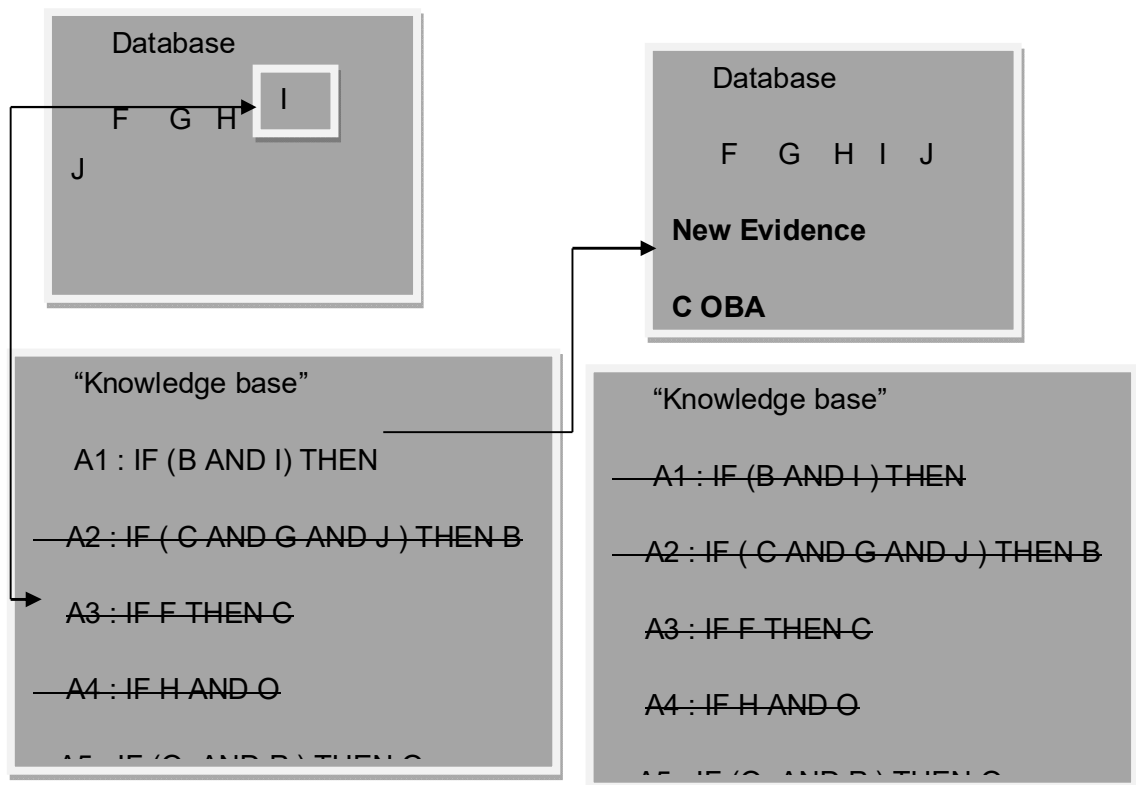 Database
I
F G H
J
Database
F G H I J
New Evidence
C OBA
“Knowledge base”
A1 : IF (B AND I) THEN
A2 : IF ( C AND G AND J ) THEN B
A3 : IF F THEN C
A4 : IF H AND O
“Knowledge base”
A1 : IF (B AND I ) THEN
A2 : IF ( C AND G AND J ) THEN B
A3 : IF F THEN C
A4 : IF H AND O